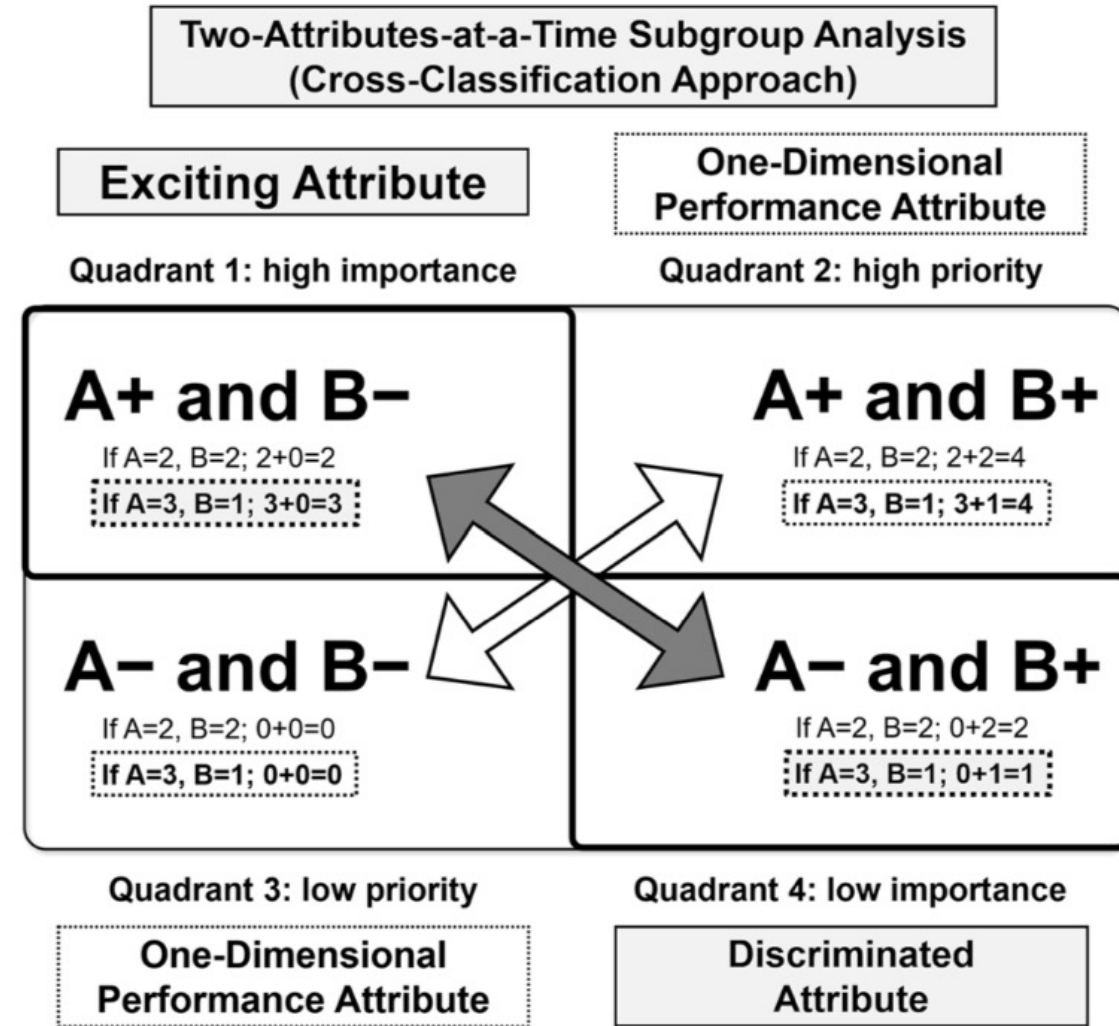 Two-Attributes-at-a-Time Subgroup Analysis
(Cross-Classification Approach)
Exciting Attribute
One-Dimensional
Performance Attribute
Quadrant 1: high importance
Quadrant 2: high priority
A+ and B−
If A=2, B=2; 2+0=2
If A=3, B=1; 3+0=3
A+ and B+
If A=2, B=2; 2+2=4
If A=3, B=1; 3+1=4
A− and B−
If A=2, B=2; 0+0=0
If A=3, B=1; 0+0=0
A− and B+
If A=2, B=2; 0+2=2
If A=3, B=1; 0+1=1
Quadrant 3: low priority
Quadrant 4: low importance
One-Dimensional
Performance Attribute
Discriminated
Attribute